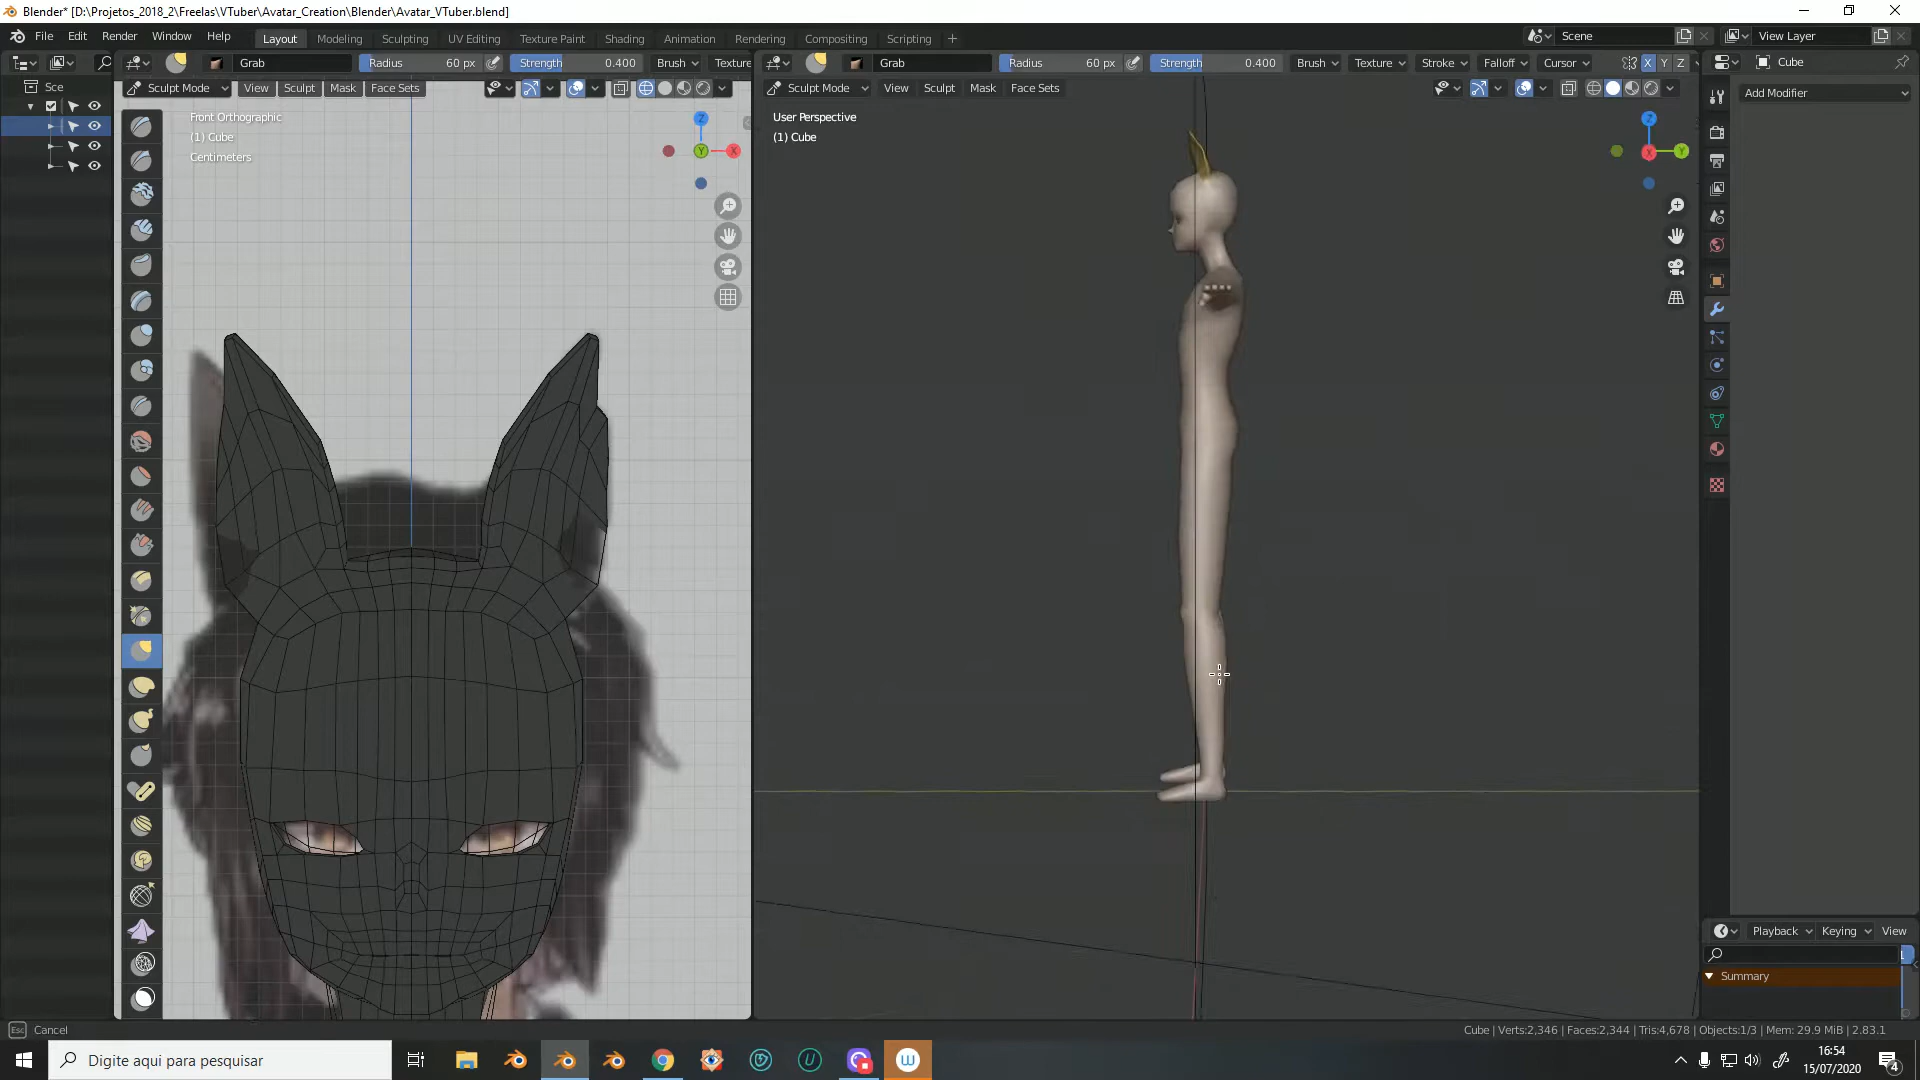 Blender* [D:\Projetos_2018_2\Freelas\VTuber\Avatar_Creation\Blender\Avatar_VTuber.blend]
File Edit Render Window Help Layout Modeling Sculpting UV Editing Texture Paint Shading Animation Rendering Compositing Scripting + Scene View Layer
Grab Radius 60 px Strength 0.400 Brush Texture Grab Radius 60 px Strength 0.400 Brush Texture Stroke Falloff Cursor X Y Z Cube
Sce Sculpt Mode View Sculpt Mask Face Sets Sculpt Mode View Sculpt Mask Face Sets Add Modifier
Front Orthographic
(1) Cube
Centimeters
Z
Y
X
User Perspective
(1) Cube
Z
X
Y
Playback Keying View
1
Summary
Esc Cancel
Cube | Verts:2,346 | Faces:2,344 | Tris:4,678 | Objects:1/3 | Mem: 29.9 MiB | 2.83.1
Digite aqui para pesquisar
16:54
15/07/2020
4